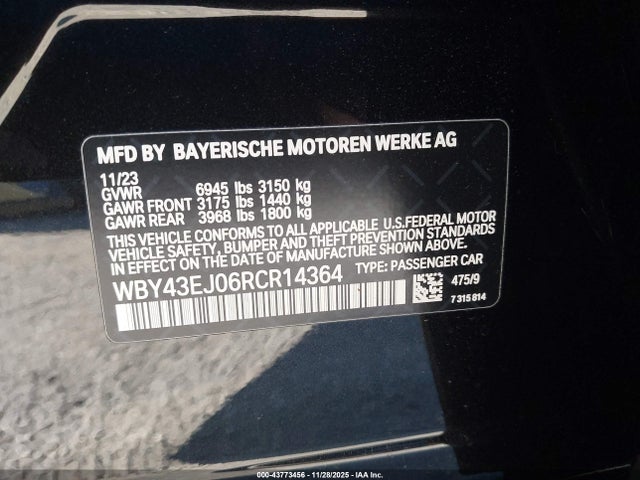 MFD BY BAYERISCHE MOTOREN WERKE AG
11/23
GVWR 6945 lbs 3150 kg
GAWR FRONT 3175 lbs 1440 kg
GAWR REAR 3968 lbs 1800 kg
THIS VEHICLE CONFORMS TO ALL APPLICABLE U.S.FEDERAL MOTOR
VEHICLE SAFETY, BUMPER AND THEFT PREVENTION STANDARDS
IN EFFECT ON THE DATE OF MANUFACTURE SHOWN ABOVE.
WBY43EJ06RCR14364 TYPE: PASSENGER CAR
475/9
7 315 814
000-43773456 - 11/28/2025 - IAA Inc.